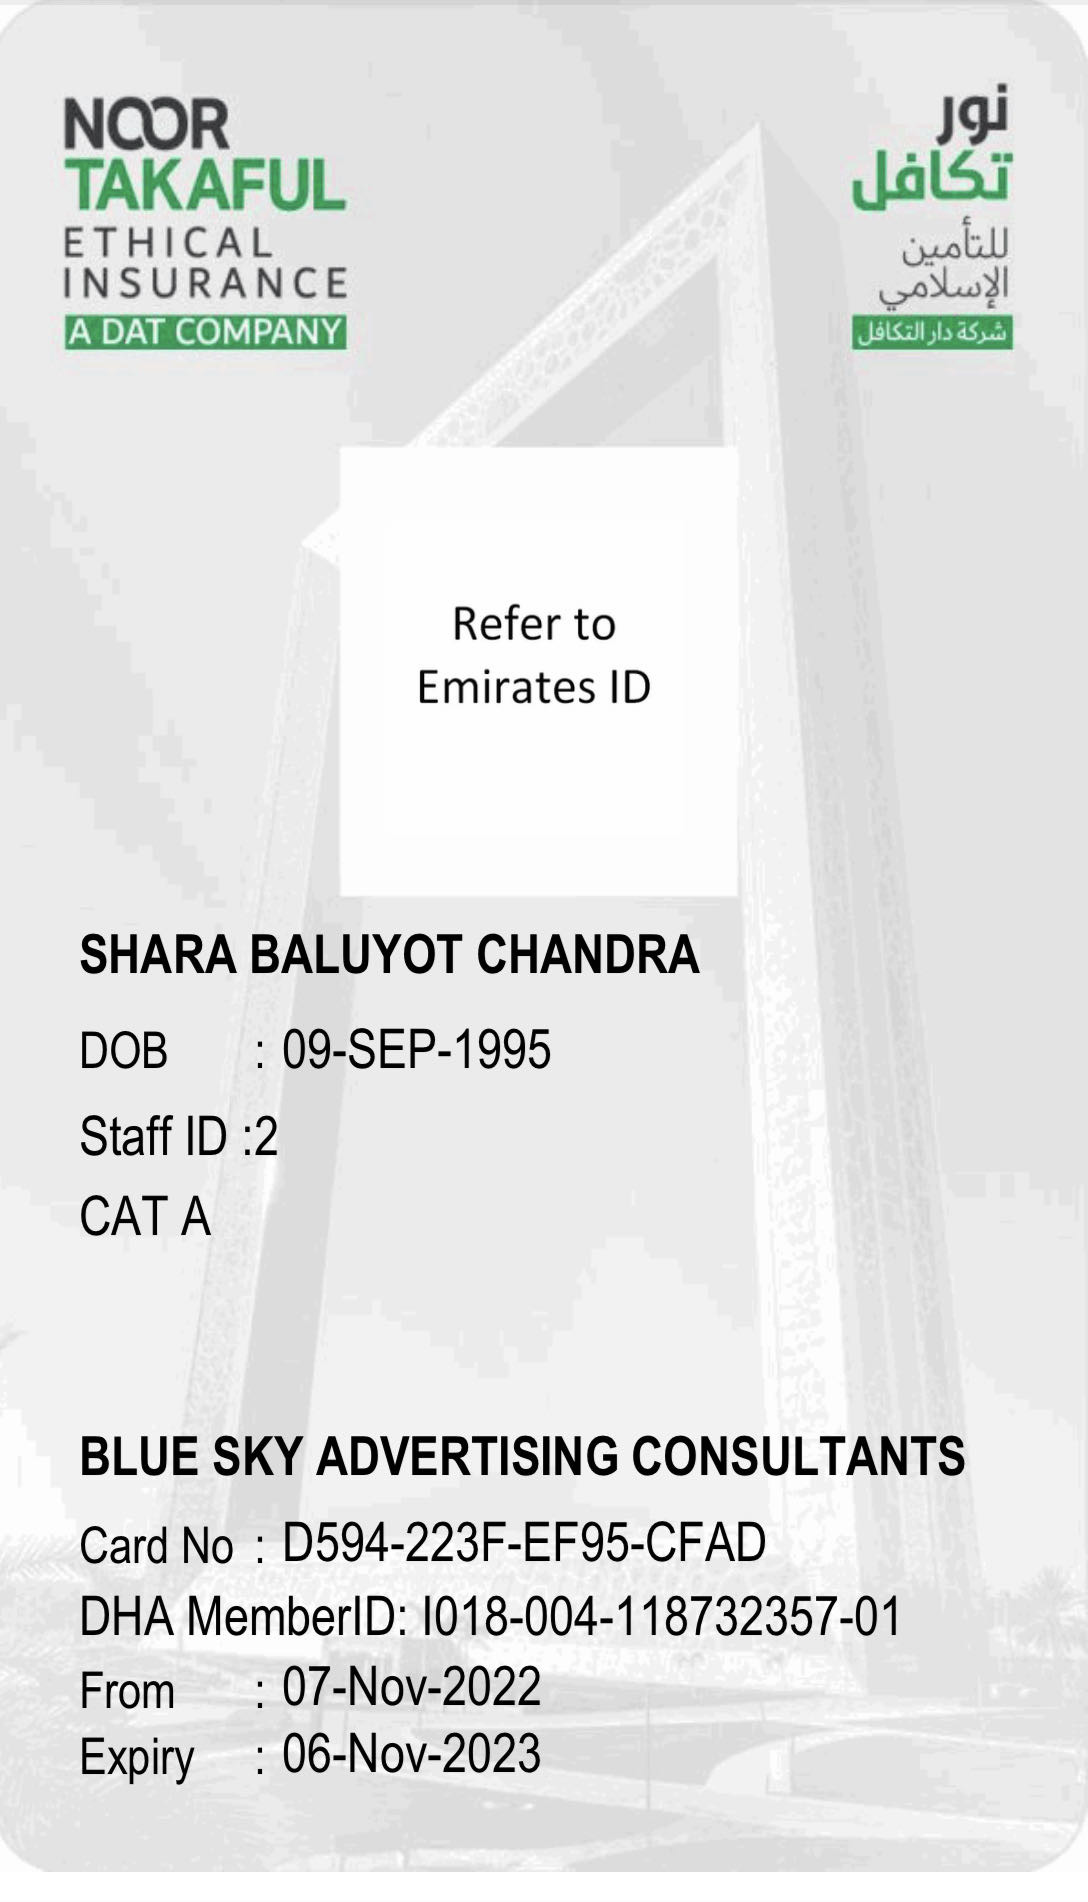 NOOR
TAKAFUL
ETHICAL
INSURANCE
A DAT COMPANY
نور
تكافل
للتأمين
الإسلامي
شركة دار التكافل
Refer to
Emirates ID
SHARA BALUYOT CHANDRA
DOB : 09-SEP-1995
Staff ID :2
CAT A
BLUE SKY ADVERTISING CONSULTANTS
Card No : D594-223F-EF95-CFAD
DHA MemberID: I018-004-118732357-01
From : 07-Nov-2022
Expiry : 06-Nov-2023